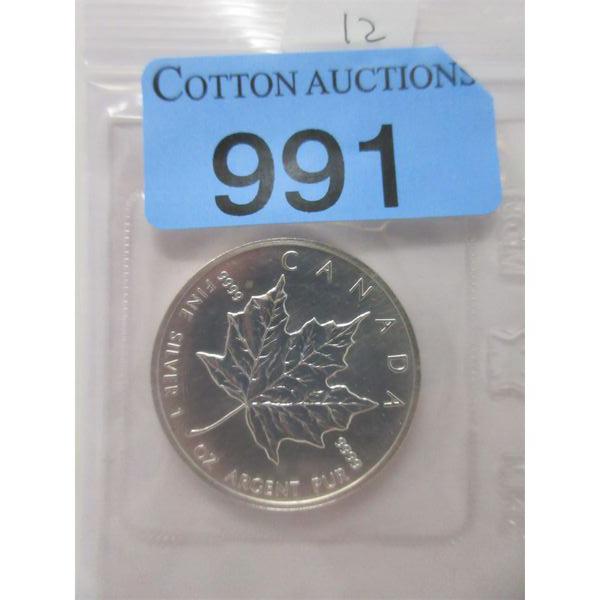 12
COTTON AUCTIONS
991
CANADA
9999
FINE SILVER 1 OZ ARGENT PUR
9999